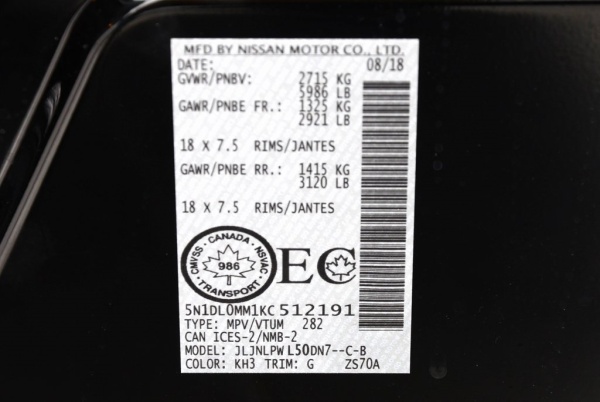 MFD BY NISSAN MOTOR CO., LTD.
DATE: 08/18
GVWR/PNBV: 2715 KG
5986 LB
GAWR/PNBE FR.: 1325 KG
2921 LB
18 X 7.5 RIMS/JANTES
GAWR/PNBE RR.: 1415 KG
3120 LB
18 X 7.5 RIMS/JANTES
CANADA
CMVSS · NSVAC
986
TRANSPORT
EC
5N1DL0MM1KC512191
TYPE: MPV/VTUM 282
CAN ICES-2/NMB-2
MODEL: JLJNLPW L50DN7--C-B
COLOR: KH3 TRIM: G ZS70A